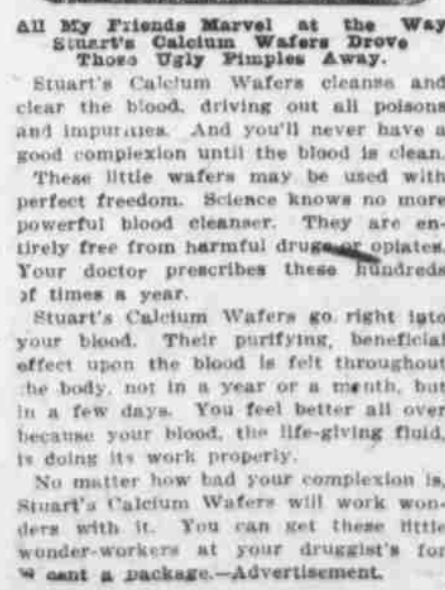 All My Friends Marvel at the Way
Stuart's Calcium Wafers Drove
Those Ugly Pimples Away.
Stuart's Calcium Wafers cleanse and
clear the blood, driving out all poisons
and impurities. And you'll never have a
good complexion until the blood is clean.
These little wafers may be used with
perfect freedom. Science knows no more
powerful blood cleanser. They are en-
tirely free from harmful drugs or opiates.
Your doctor prescribes these hundreds
of times a year.
Stuart's Calcium Wafers go right into
your blood. Their purifying, beneficial
effect upon the blood is felt throughout
the body, not in a year or a month, but
in a few days. You feel better all over
because your blood, the life-giving fluid,
is doing its work properly.
No matter how bad your complexion is,
Stuart's Calcium Wafers will work won-
ders with it. You can get these little
wonder-workers at your druggist's for
a package.—Advertisement.